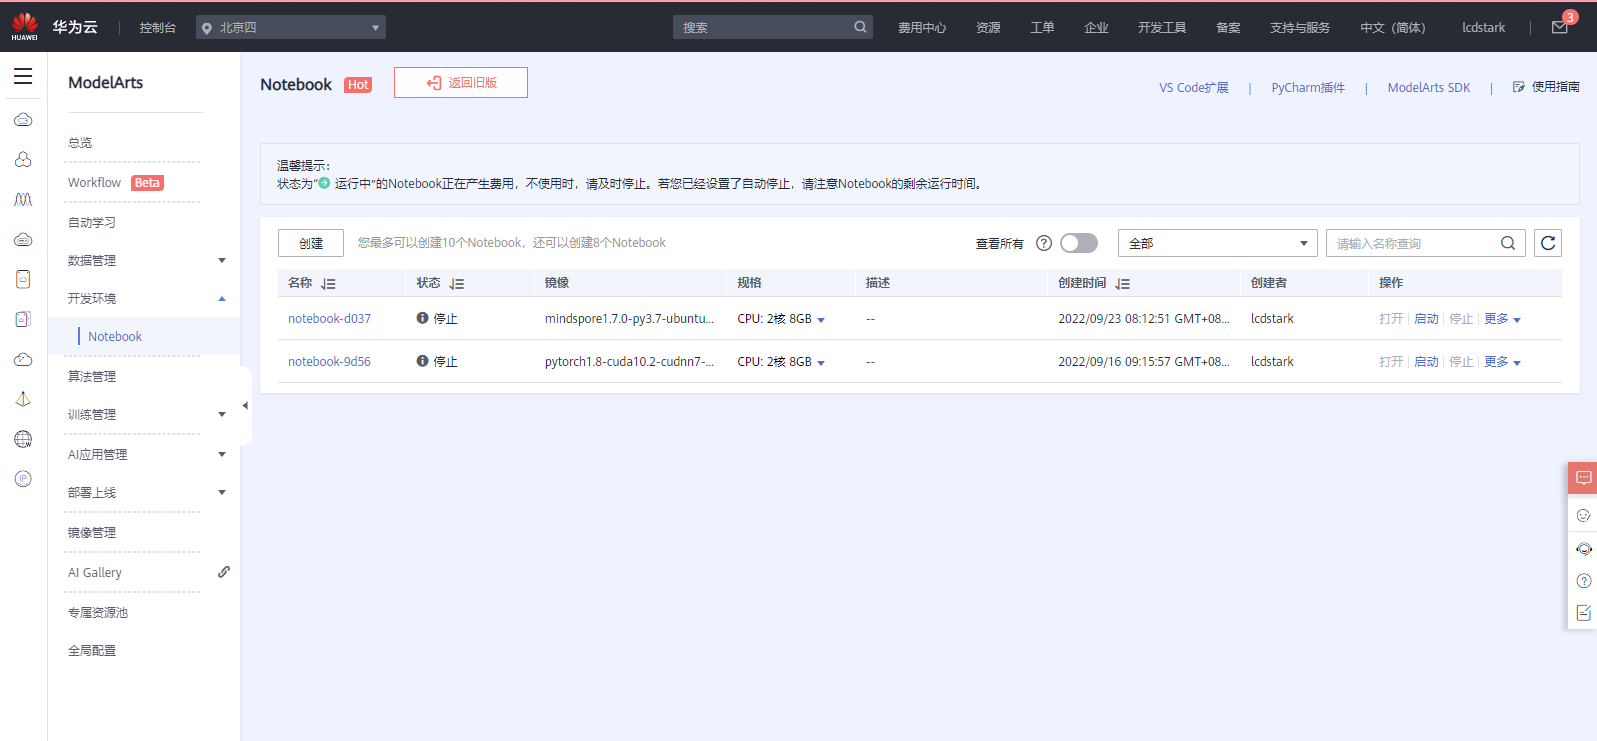 HUAWEI 华为云 控制台 北京四 搜索 费用中心 资源 工单 企业 开发工具 备案 支持与服务 中文（简体） lcdstark 3
ModelArts
总览
Workflow Beta
自动学习
数据管理
开发环境
Notebook
算法管理
训练管理
AI应用管理
部署上线
镜像管理
AI Gallery
专属资源池
全局配置
Notebook Hot 返回旧版 VS Code扩展 | PyCharm插件 | ModelArts SDK | 使用指南
温馨提示：
状态为“ 运行中”的Notebook正在产生费用，不使用时，请及时停止。若您已经设置了自动停止，请注意Notebook的剩余运行时间。
创建 您最多可以创建10个Notebook，还可以创建8个Notebook 查看所有 ? 全部 请输入名称查询
名称 状态 镜像 规格 描述 创建时间 创建者 操作
notebook-d037 停止 mindspore1.7.0-py3.7-ubuntu... CPU: 2核 8GB -- 2022/09/23 08:12:51 GMT+08... lcdstark 打开 启动 停止 更多
notebook-9d56 停止 pytorch1.8-cuda10.2-cudnn7-... CPU: 2核 8GB -- 2022/09/16 09:15:57 GMT+08... lcdstark 打开 启动 停止 更多
IP